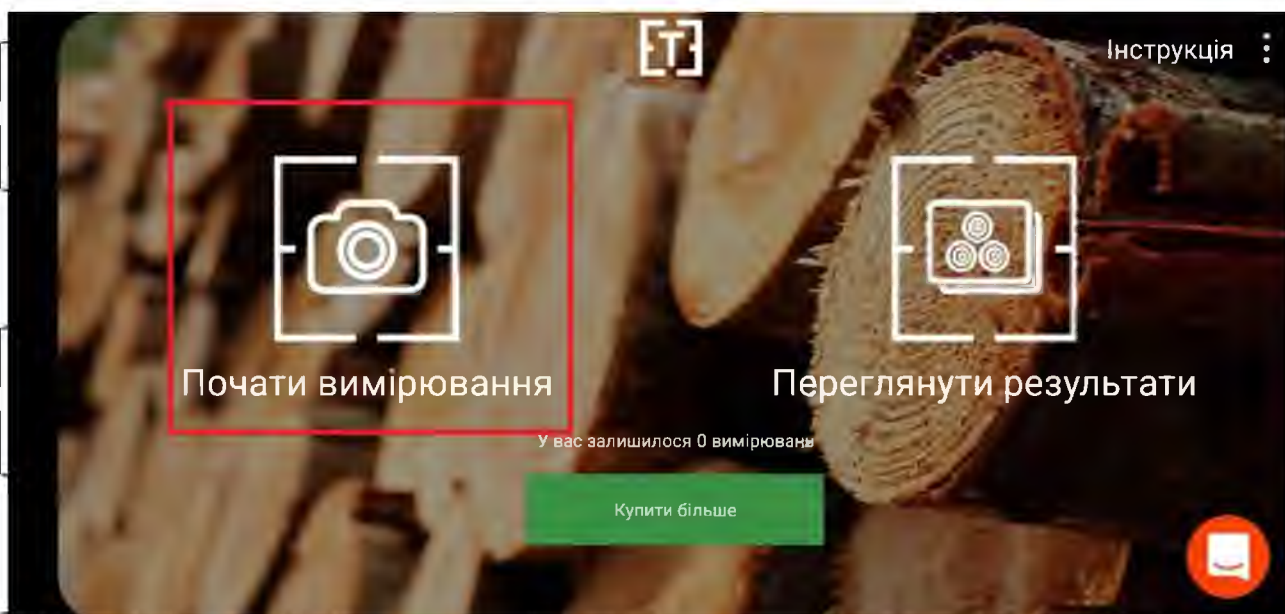 [T]
Інструкція
Почати вимірювання
Переглянути результати
У вас залишилося 0 вимірювань
Купити більше